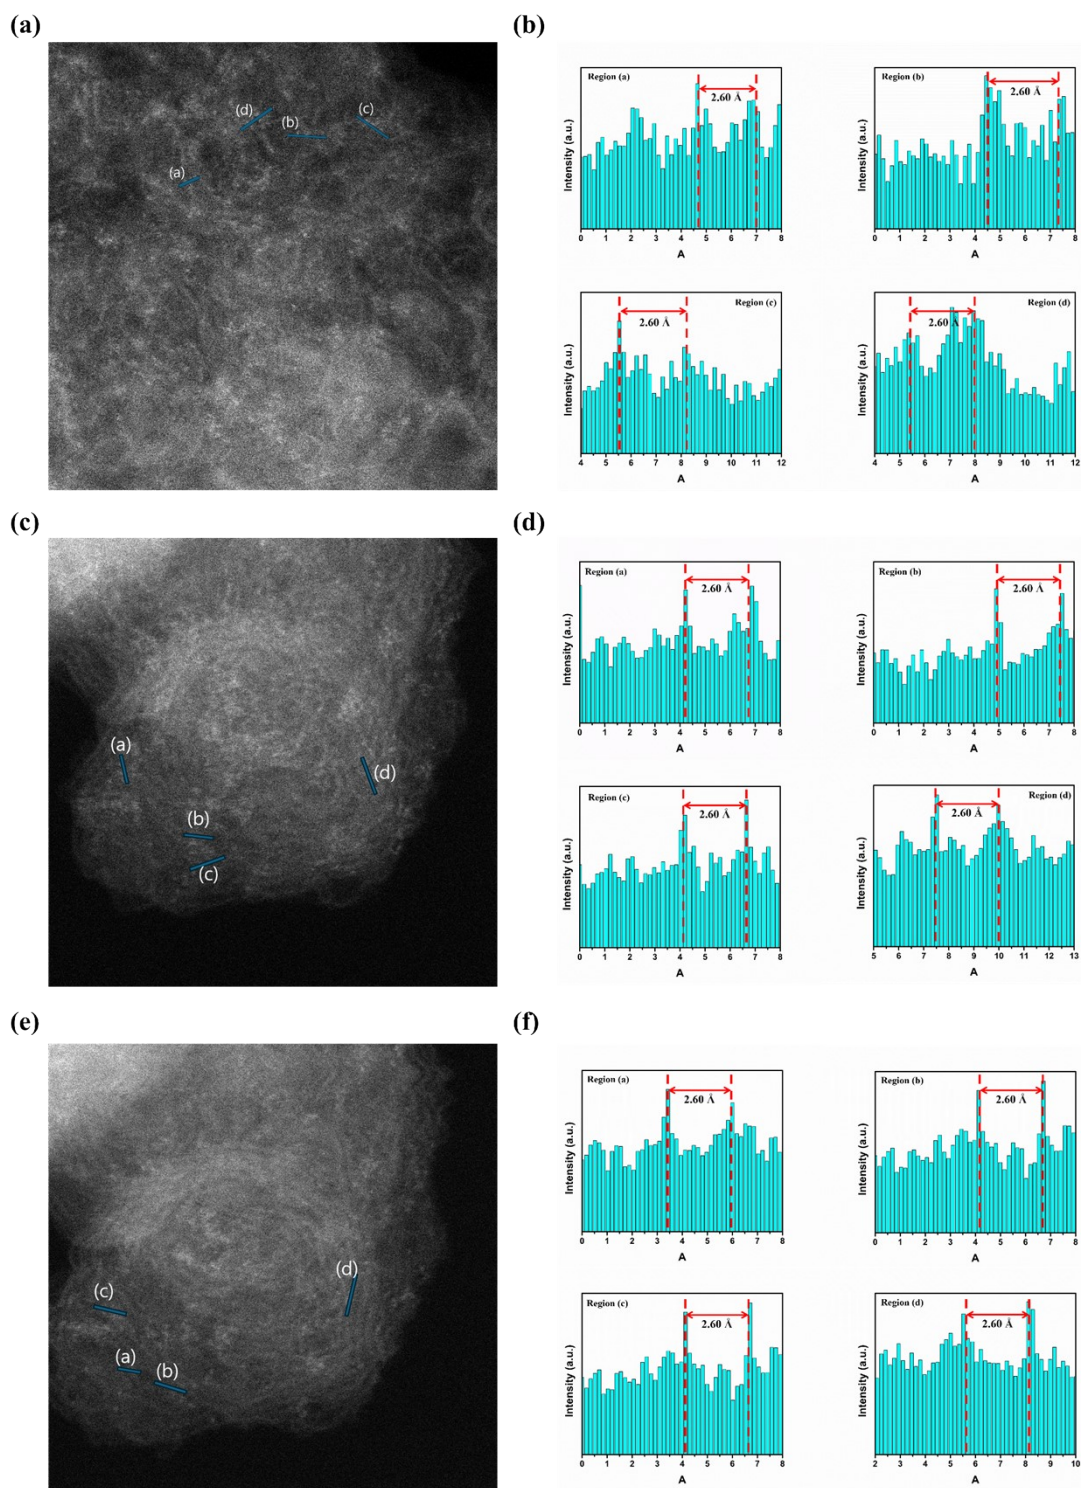 (a)
(b)
(d)
(b)
(c)
(a)
Region (a)
2.60 Å
Intensity (a.u.)
0 1 2 3 4 5 6 7 8
A
Region (b)
2.60 Å
Intensity (a.u.)
0 1 2 3 4 5 6 7 8
A
Region (c)
2.60 Å
Intensity (a.u.)
4 5 6 7 8 9 10 11 12
A
Region (d)
2.60 Å
Intensity (a.u.)
4 5 6 7 8 9 10 11 12
A
(c)
(d)
(a)
(d)
(b)
(c)
Region (a)
2.60 Å
Intensity (a.u.)
0 1 2 3 4 5 6 7 8
A
Region (b)
2.60 Å
Intensity (a.u.)
0 1 2 3 4 5 6 7 8
A
Region (c)
2.60 Å
Intensity (a.u.)
0 1 2 3 4 5 6 7 8
A
Region (d)
2.60 Å
Intensity (a.u.)
5 6 7 8 9 10 11 12 13
A
(e)
(f)
(d)
(c)
(a)
(b)
Region (a)
2.60 Å
Intensity (a.u.)
0 1 2 3 4 5 6 7 8
A
Region (b)
2.60 Å
Intensity (a.u.)
0 1 2 3 4 5 6 7 8
A
Region (c)
2.60 Å
Intensity (a.u.)
0 1 2 3 4 5 6 7 8
A
Region (d)
2.60 Å
Intensity (a.u.)
2 3 4 5 6 7 8 9 10
A